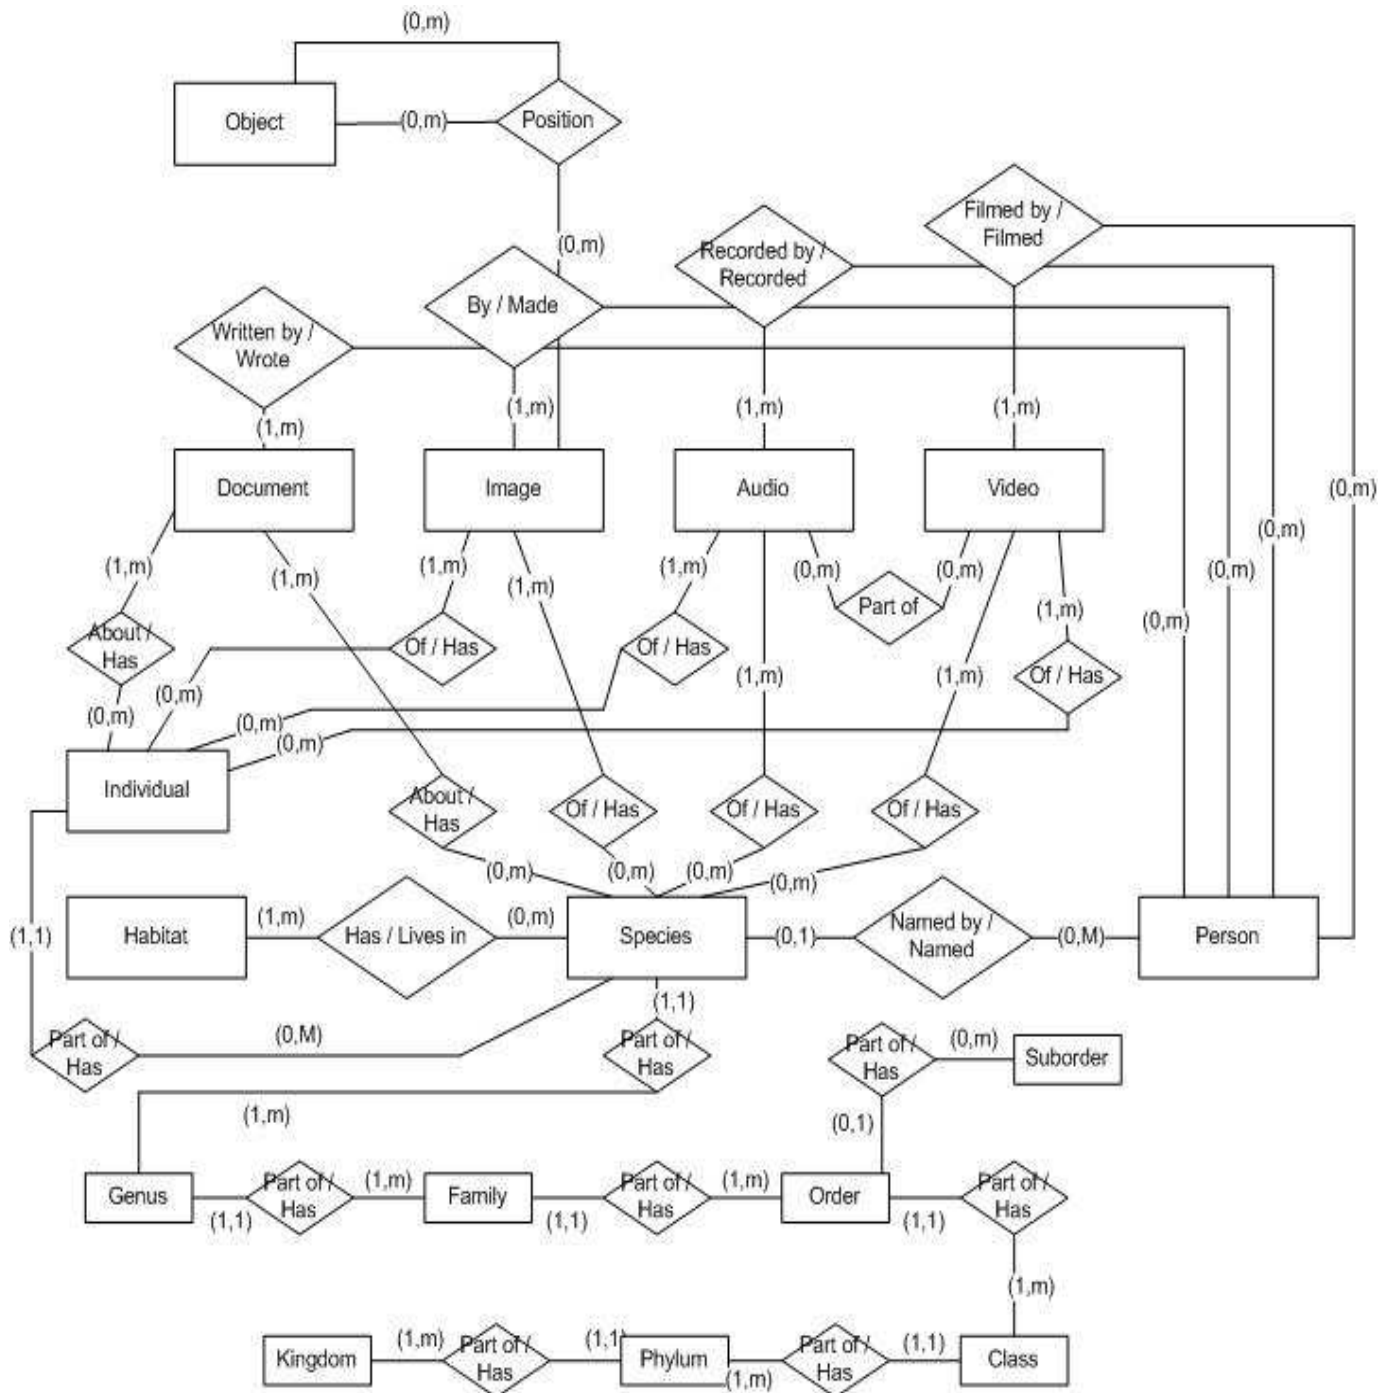 (0,m)
Object
(0,m)
Position
(0,m)
Filmed by /
Filmed
Recorded by /
Recorded
By / Made
Written by /
Wrote
(1,m)
(1,m)
(1,m)
(1,m)
Document
Image
Audio
Video
(0,m)
(0,m)
(0,m)
(0,m)
(1,m)
(1,m)
(1,m)
(1,m)
(1,m)
(0,m)
(0,m)
(1,m)
Part of
About /
Has
Of / Has
Of / Has
Of / Has
(1,m)
(1,m)
(0,m)
(0,m)
(0,m)
(0,m)
Individual
About /
Has
Of / Has
Of / Has
Of / Has
(0,m)
(0,m)
(0,m)
(0,m)
(1,1)
Habitat
(1,m)
Has / Lives in
(0,m)
Species
(0,1)
Named by /
Named
(0,M)
Person
Part of /
Has
(0,M)
(1,1)
Part of /
Has
Part of /
Has
(0,m)
Suborder
(1,m)
(0,1)
Genus
(1,1)
Part of /
Has
(1,m)
Family
(1,1)
Part of /
Has
(1,m)
Order
(1,1)
Part of /
Has
(1,m)
Kingdom
(1,m)
Part of /
Has
(1,1)
Phylum
(1,m)
Part of /
Has
(1,1)
Class